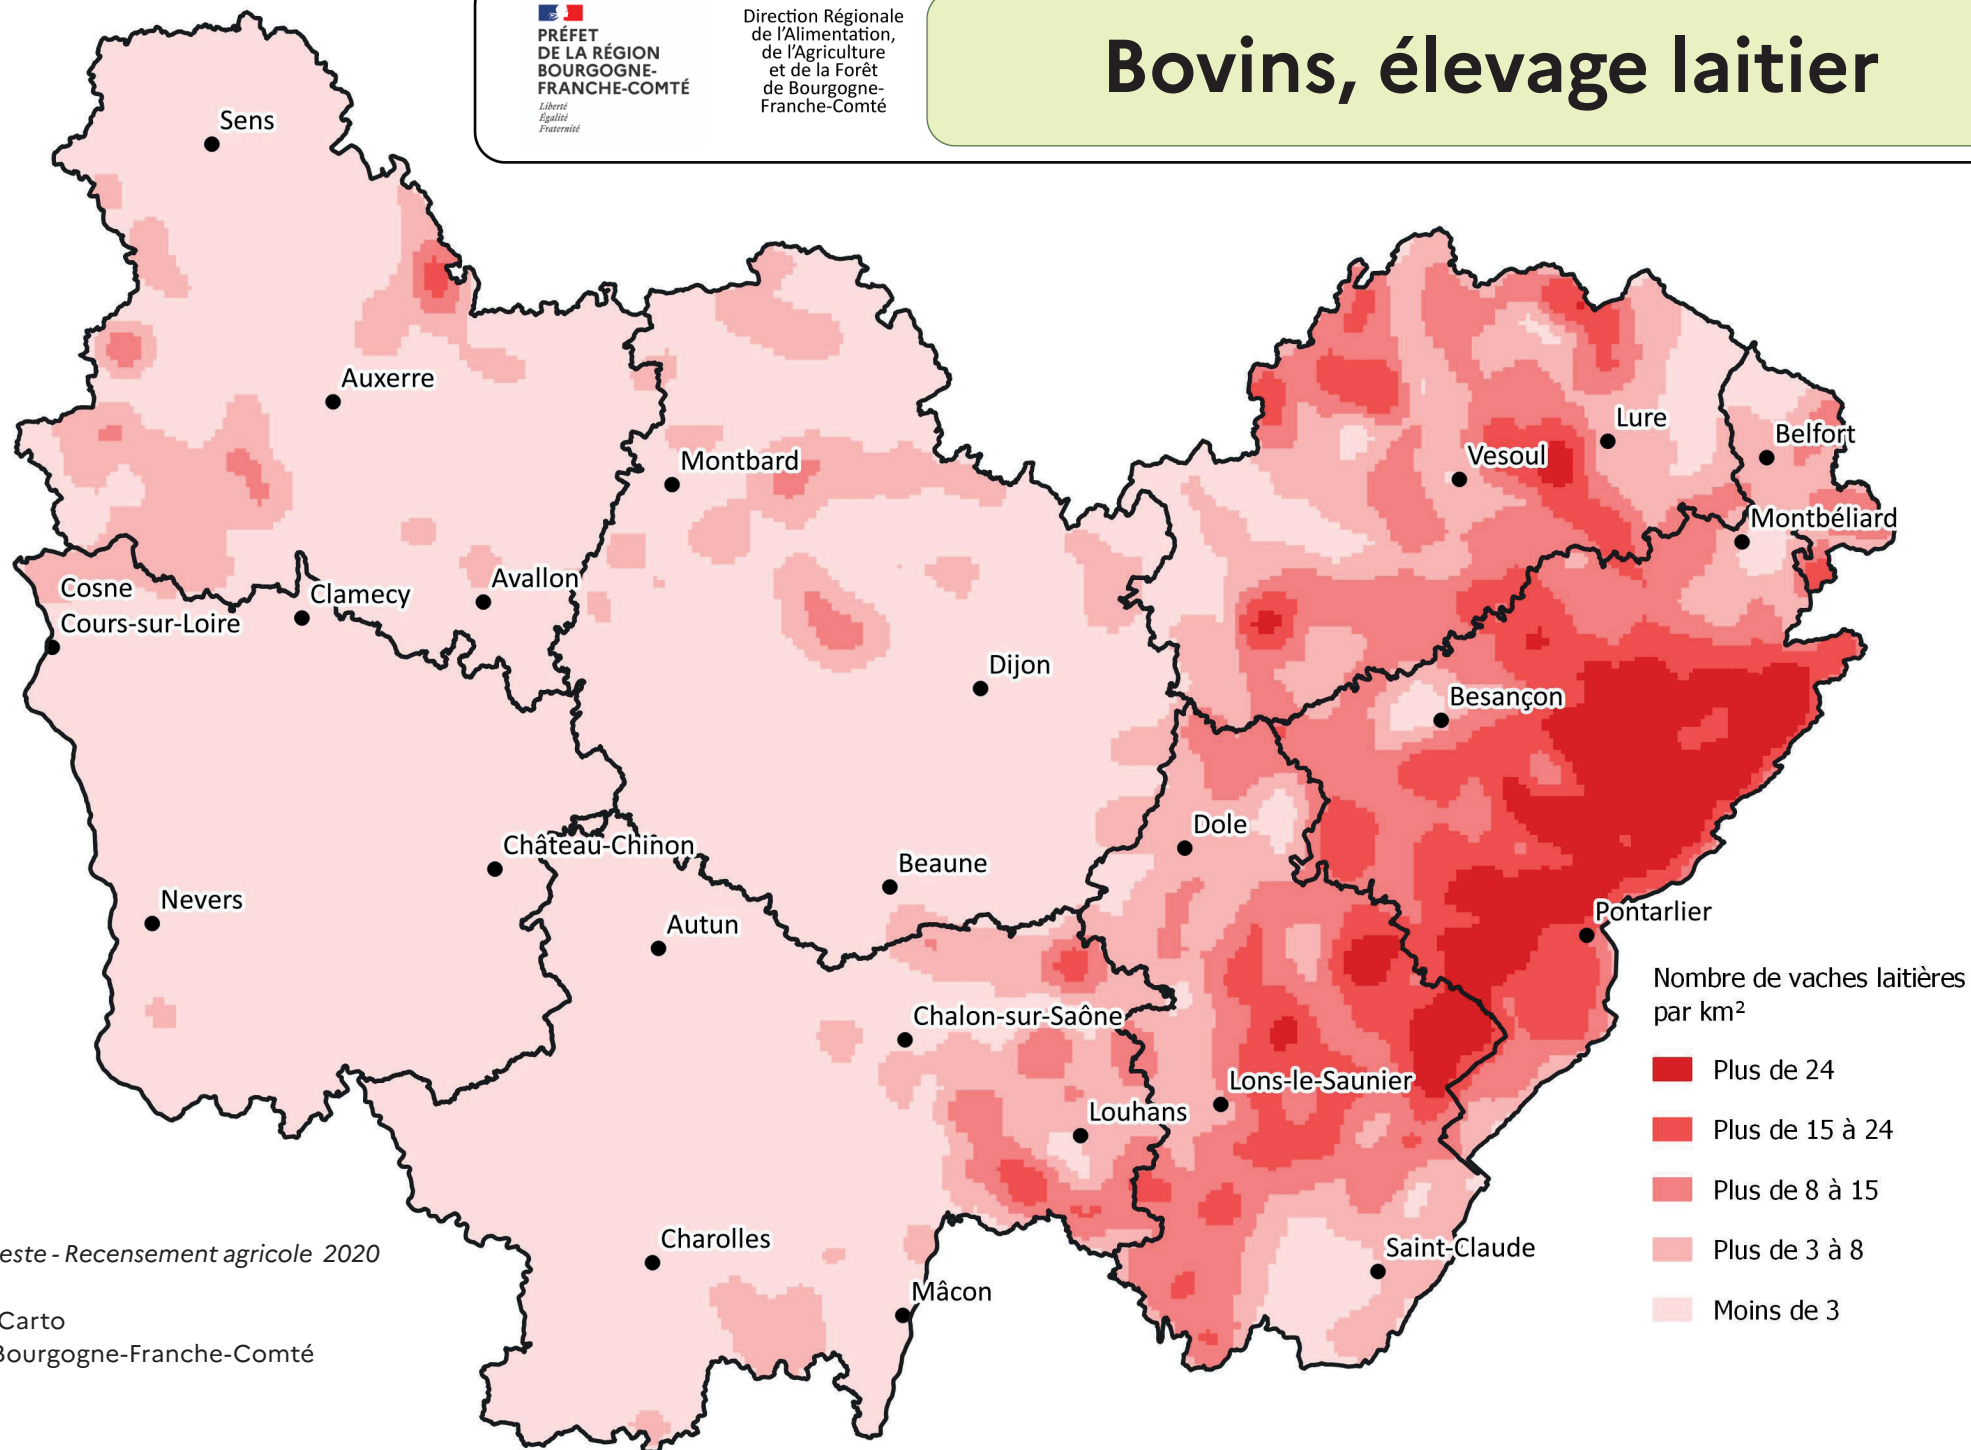 PRÉFET
DE LA RÉGION
BOURGOGNE-
FRANCHE-COMTÉ
Liberté
Égalité
Fraternité
Direction Régionale
de l'Alimentation,
de l'Agriculture
et de la Forêt
de Bourgogne-
Franche-Comté
Bovins, élevage laitier
Sens
Auxerre
Montbard
Lure
Belfort
Vesoul
Montbéliard
Avallon
Cosne
Cours-sur-Loire
Clamecy
Dijon
Besançon
Dole
Château-Chinon
Beaune
Nevers
Autun
Pontarlier
Chalon-sur-Saône
Lons-le-Saunier
Louhans
Charolles
Saint-Claude
Mâcon
Nombre de vaches laitières
par km²
Plus de 24
Plus de 15 à 24
Plus de 8 à 15
Plus de 3 à 8
Moins de 3
este - Recensement agricole 2020
Carto
Bourgogne-Franche-Comté